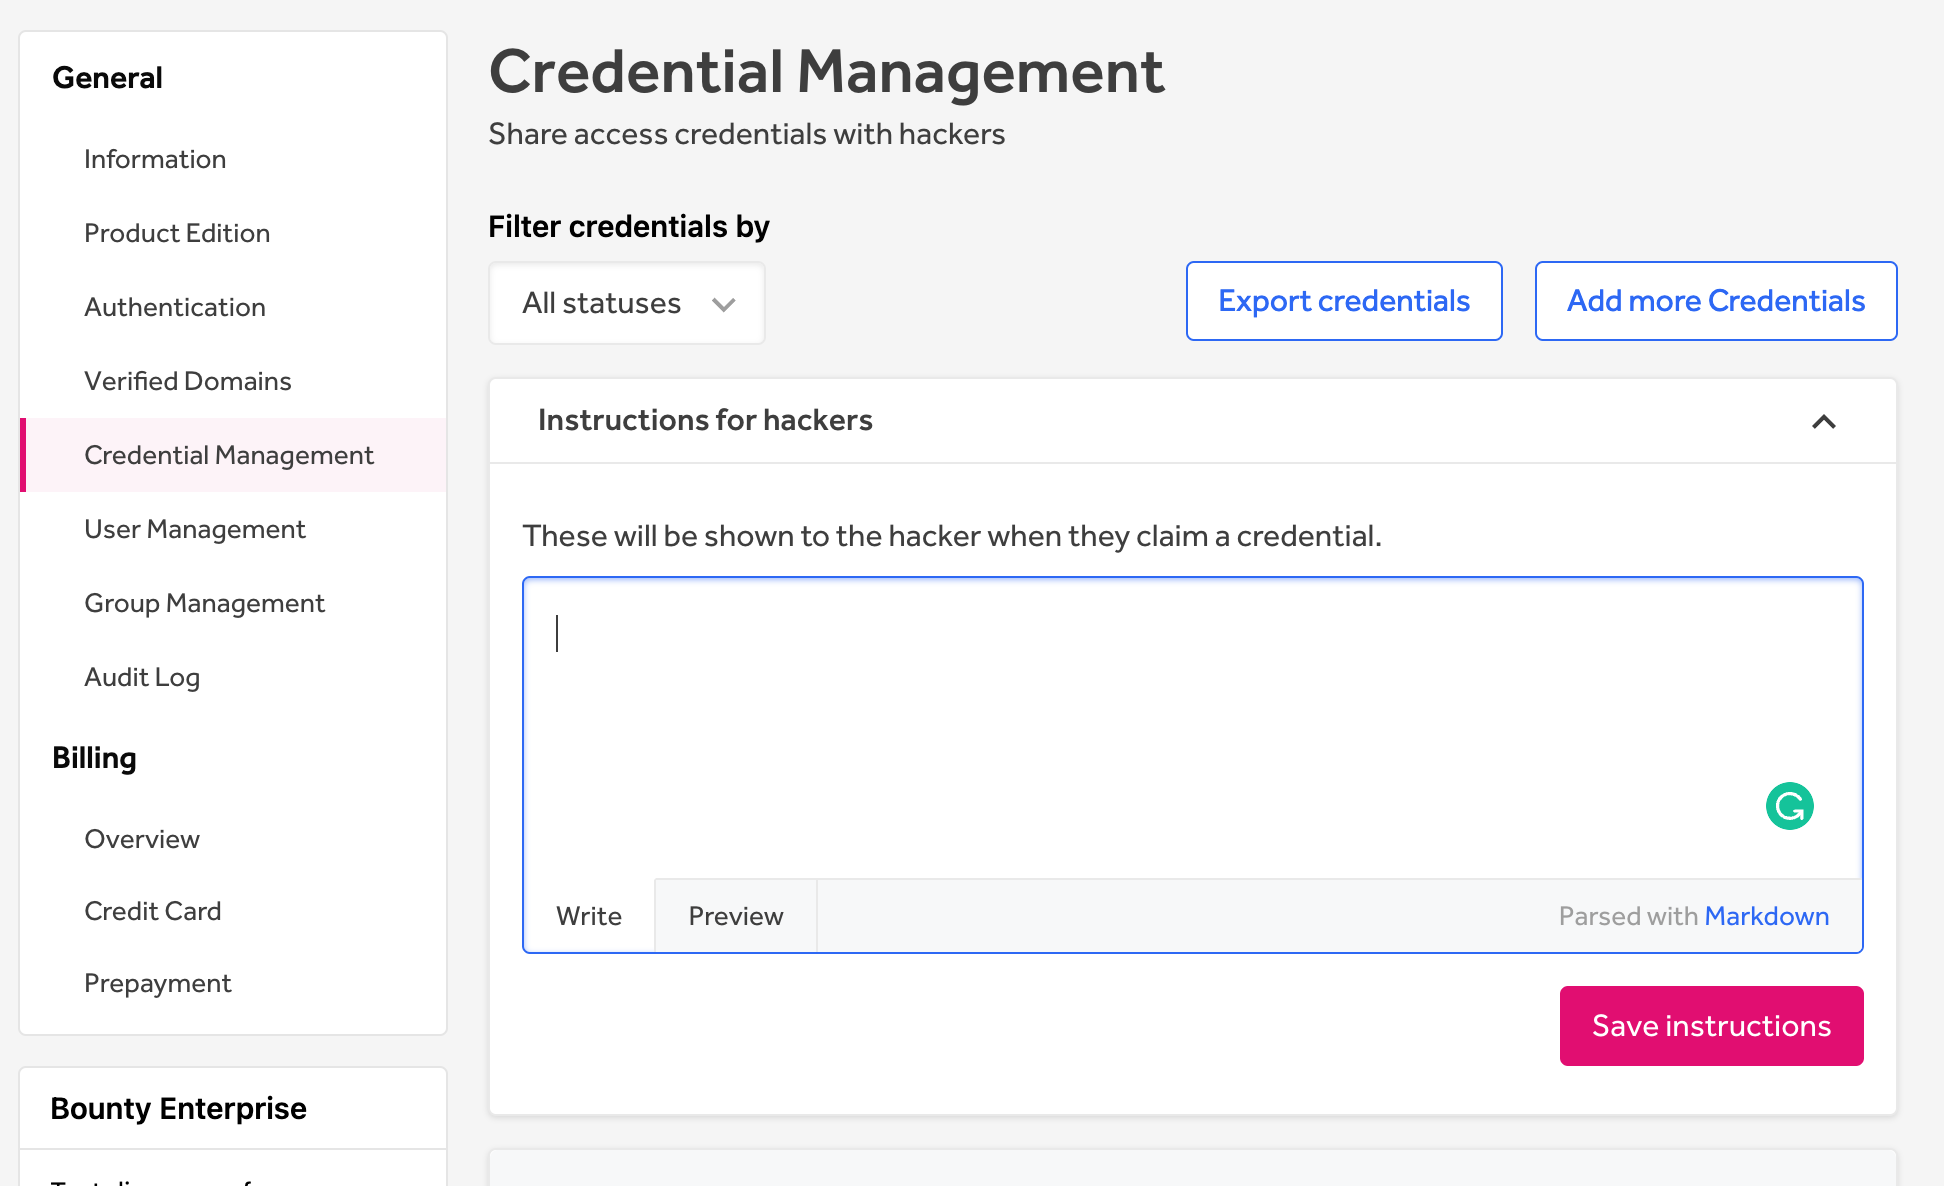 General
Information
Product Edition
Authentication
Verified Domains
Credential Management
User Management
Group Management
Audit Log
Billing
Overview
Credit Card
Prepayment
Bounty Enterprise
Credential Management
Share access credentials with hackers
Filter credentials by
All statuses
Export credentials
Add more Credentials
Instructions for hackers
These will be shown to the hacker when they claim a credential.
Write
Preview
Parsed with Markdown
Save instructions